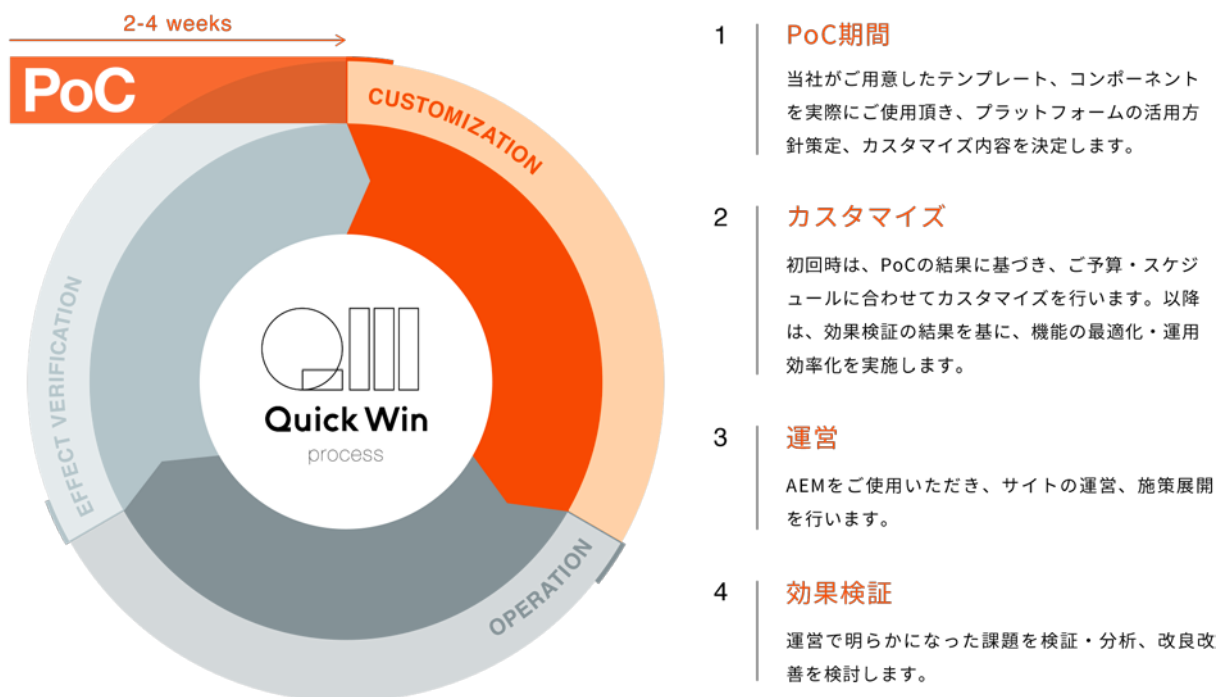 2-4 weeks
PoC
CUSTOMIZATION
EFFECT VERIFICATION
OPERATION
Quick Win
process
1
PoC期間
当社がご用意したテンプレート、コンポーネント
を実際にご使用頂き、プラットフォームの活用方
針策定、カスタマイズ内容を決定します。
2
カスタマイズ
初回時は、PoCの結果に基づき、ご予算・スケジ
ュールに合わせてカスタマイズを行います。以降
は、効果検証の結果を基に、機能の最適化・運用
効率化を実施します。
3
運営
AEMをご使用いただき、サイトの運営、施策展開
を行います。
4
効果検証
運営で明らかになった課題を検証・分析、改良改
善を検討します。